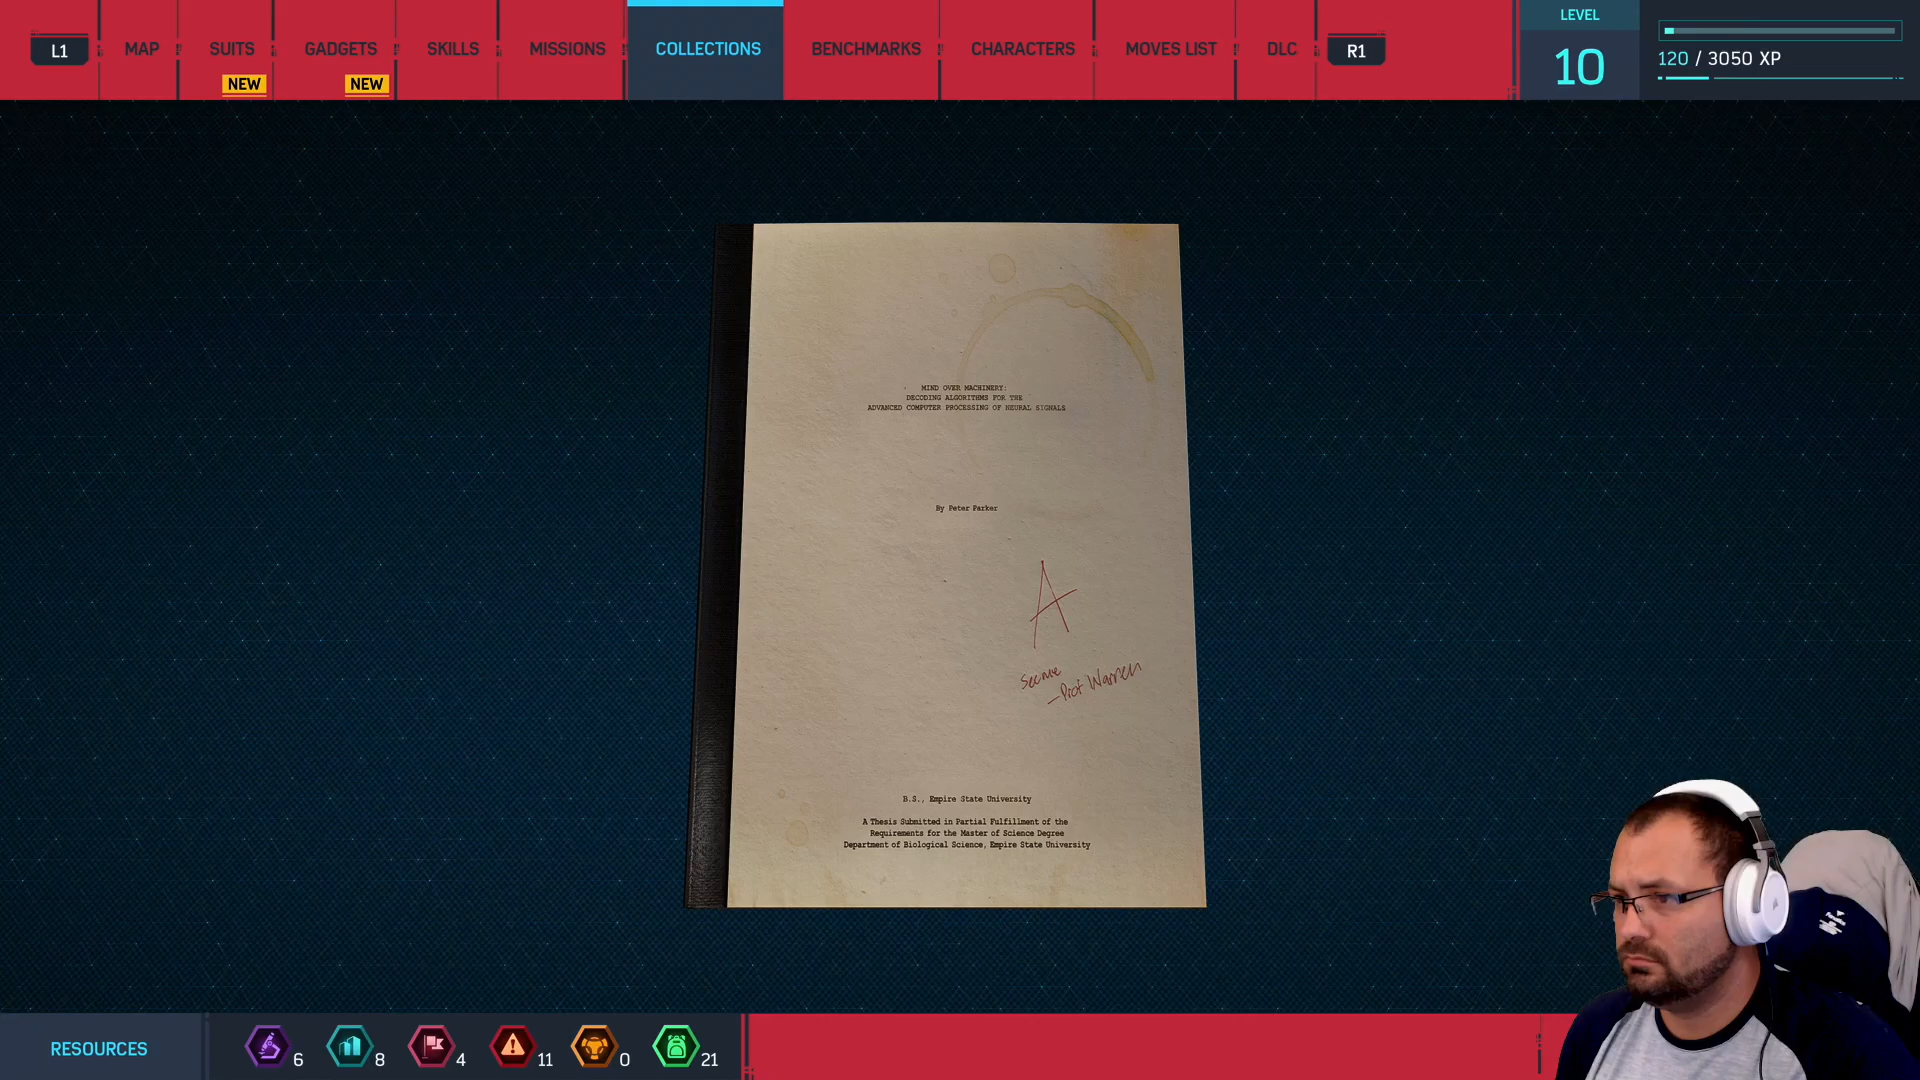 L1
MAP
SUITS
NEW
GADGETS
NEW
SKILLS
MISSIONS
COLLECTIONS
BENCHMARKS
CHARACTERS
MOVES LIST
DLC
R1
LEVEL
10
120 / 3050 XP
MIND OVER MACHINERY:
DECODING ALGORITHMS FOR THE
ADVANCED COMPUTER PROCESSING OF NEURAL SIGNALS
By Peter Parker
A
See me
—Prof Warren
B.S., Empire State University
A Thesis Submitted in Partial Fulfillment of the
Requirements for the Master of Science Degree
Department of Biological Science, Empire State University
RESOURCES
6
8
4
11
0
21